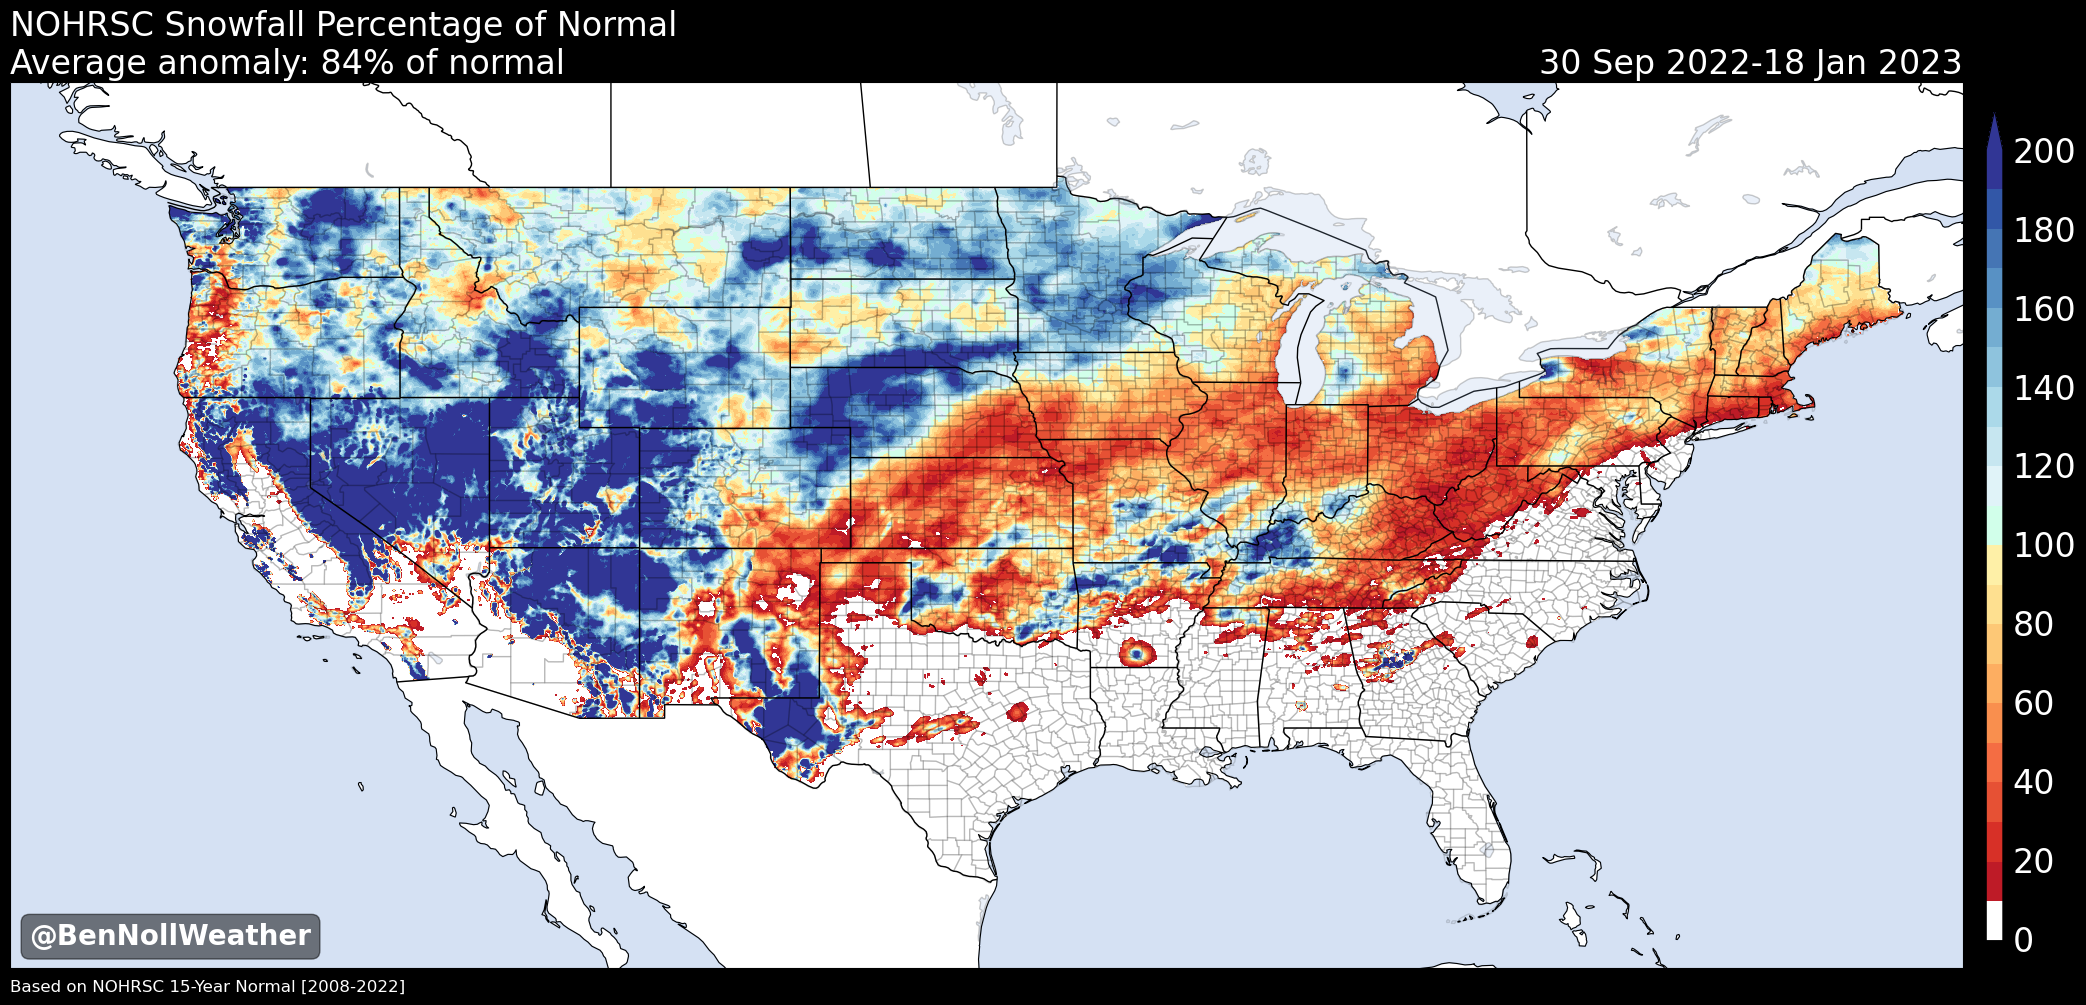 NOHRSC Snowfall Percentage of Normal
Average anomaly: 84% of normal
30 Sep 2022-18 Jan 2023
200
180
160
140
120
100
80
60
40
20
0
@BenNollWeather
Based on NOHRSC 15-Year Normal [2008-2022]